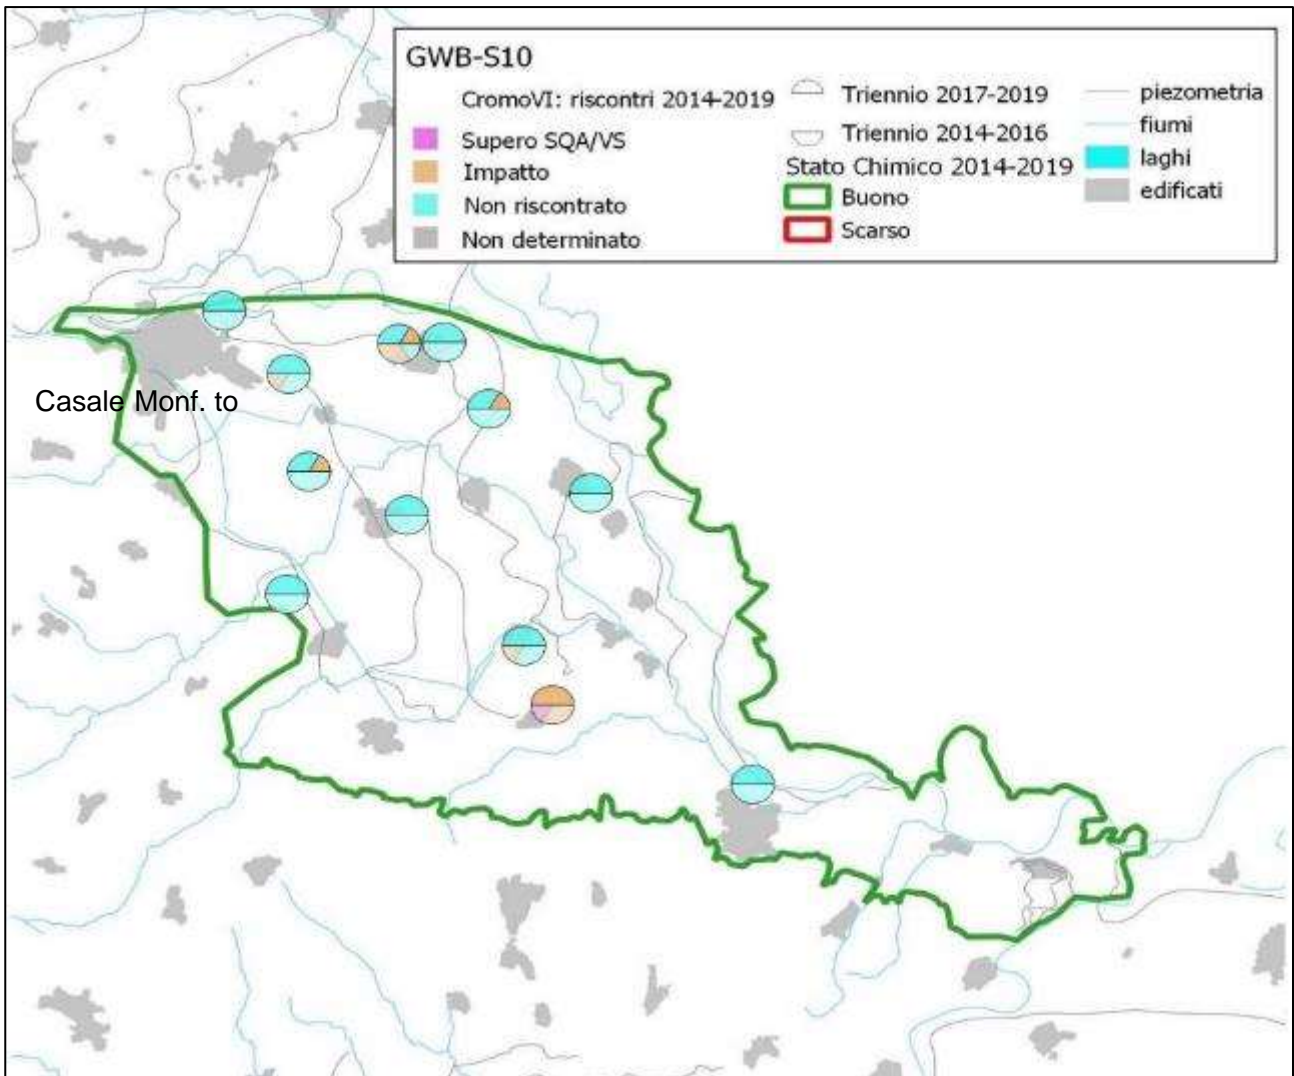 GWB-S10
CromoVI: riscontri 2014-2019
Supero SQA/VS
Impatto
Non riscontrato
Non determinato
Triennio 2017-2019
Triennio 2014-2016
Stato Chimico 2014-2019
Buono
Scarso
piezometria
fiumi
laghi
edificati
Casale Monf. to